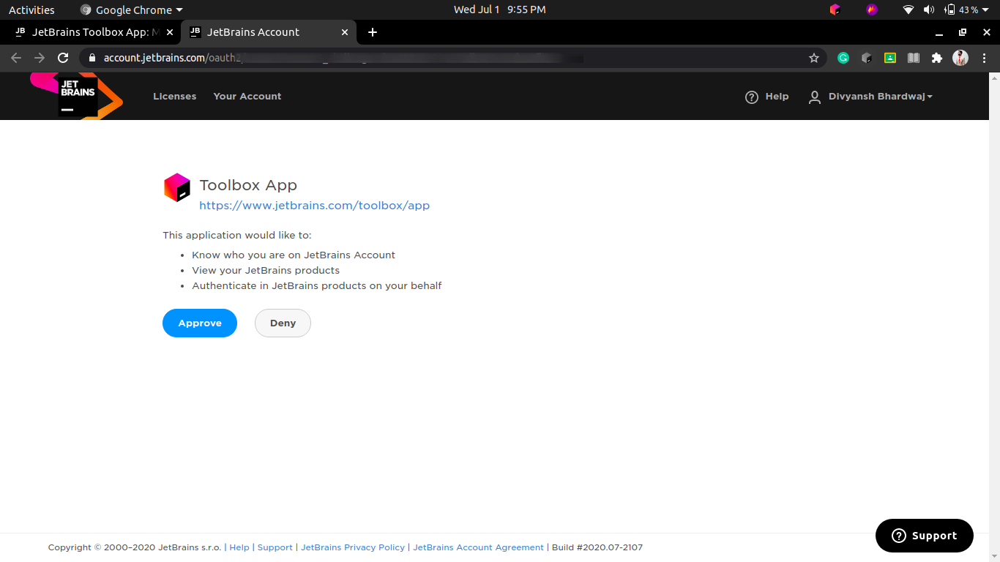 Activities Google Chrome Wed Jul 1 9:55 PM 43 %
JB JetBrains Toolbox App: M JB JetBrains Account
account.jetbrains.com/oauth2
JET BRAINS
Licenses Your Account ? Help Divyansh Bhardwaj
Toolbox App
https://www.jetbrains.com/toolbox/app
This application would like to:
• Know who you are on JetBrains Account
• View your JetBrains products
• Authenticate in JetBrains products on your behalf
Approve Deny
? Support
Copyright © 2000–2020 JetBrains s.r.o. | Help | Support | JetBrains Privacy Policy | JetBrains Account Agreement | Build #2020.07-2107